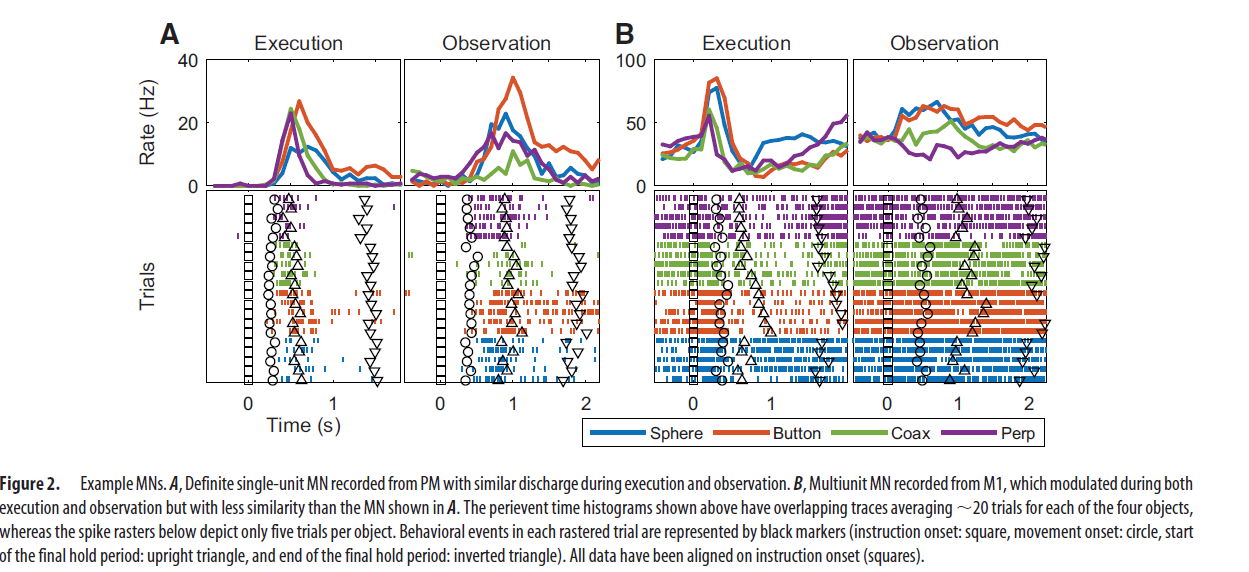 A
B
Execution
Observation
Execution
Observation
Rate (Hz)
40
20
0
100
50
0
Trials
0
1
0
1
2
0
1
0
1
2
Time (s)
Sphere
Button
Coax
Perp
Figure 2. Example MNs. A, Definite single-unit MN recorded from PM with similar discharge during execution and observation. B, Multiunit MN recorded from M1, which modulated during both
execution and observation but with less similarity than the MN shown in A. The perievent time histograms shown above have overlapping traces averaging ~20 trials for each of the four objects,
whereas the spike rasters below depict only five trials per object. Behavioral events in each rastered trial are represented by black markers (instruction onset: square, movement onset: circle, start
of the final hold period: upright triangle, and end of the final hold period: inverted triangle). All data have been aligned on instruction onset (squares).